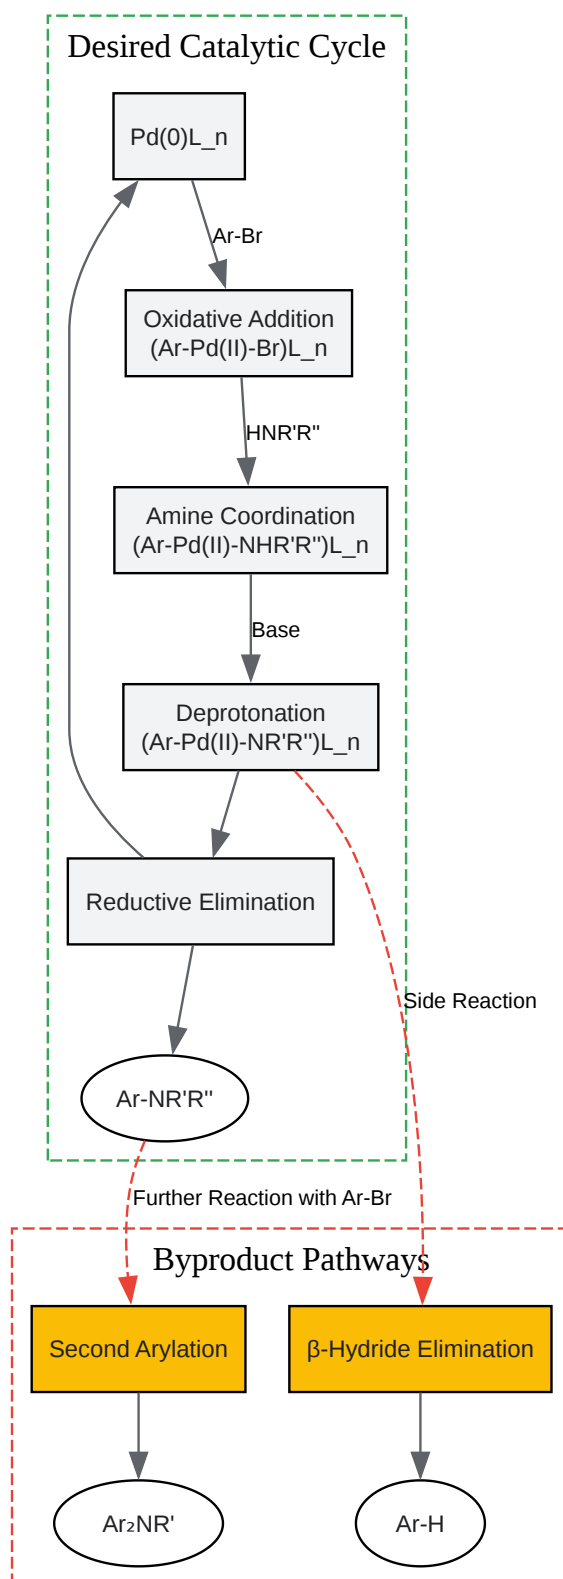 Desired Catalytic Cycle
Pd(0)L_n
Ar-Br
Oxidative Addition
(Ar-Pd(II)-Br)L_n
HNR'R"
Amine Coordination
(Ar-Pd(II)-NHR'R")L_n
Base
Deprotonation
(Ar-Pd(II)-NR'R")L_n
Reductive Elimination
Side Reaction
Ar-NR'R"
Further Reaction with Ar-Br
Byproduct Pathways
Second Arylation
β-Hydride Elimination
Ar₂NR'
Ar-H